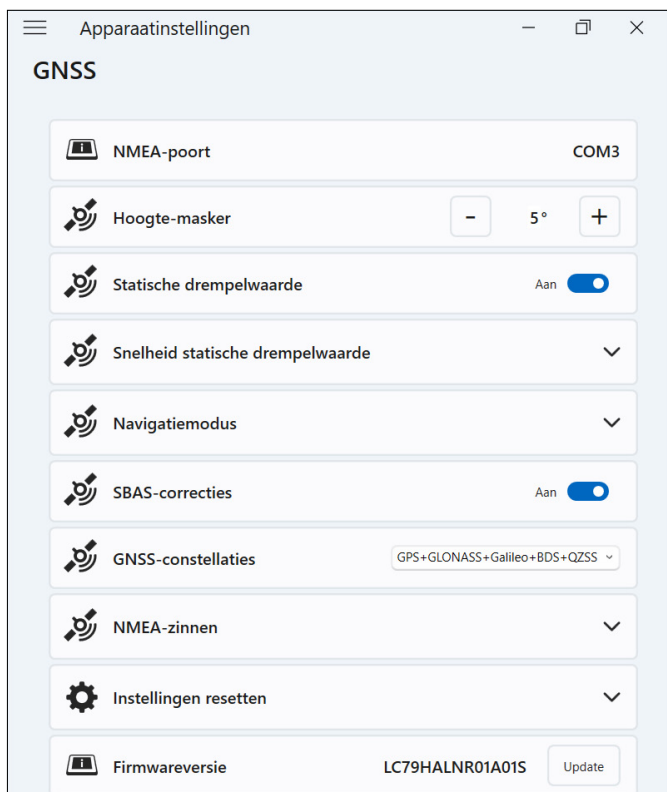 Apparaatinstellingen
GNSS
NMEA-poort COM3
Hoogte-masker - 5° +
Statische drempelwaarde Aan
Snelheid statische drempelwaarde
Navigatiemodus
SBAS-correcties Aan
GNSS-constellaties GPS+GLONASS+Galileo+BDS+QZSS
NMEA-zinnen
Instellingen resetten
Firmwareversie LC79HALNR01A01S Update